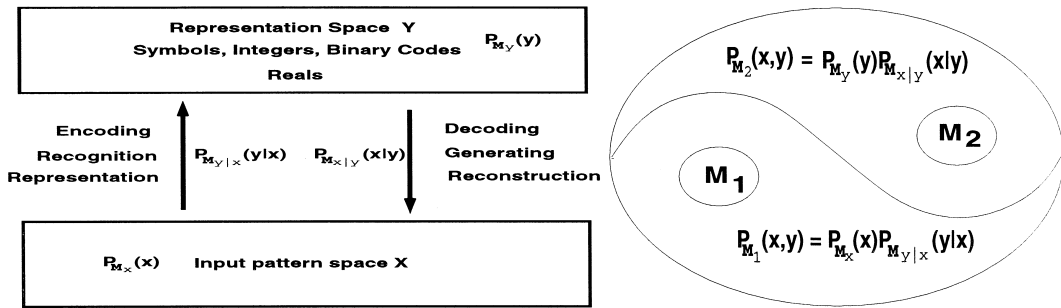 Representation Space Y
Symbols, Integers, Binary Codes P_{M_y}(y)
Reals
Encoding
Recognition
Representation
P_{M_{y|x}}(y|x)
P_{M_{x|y}}(x|y)
Decoding
Generating
Reconstruction
P_{M_x}(x) Input pattern space X
P_{M_2}(x,y) = P_{M_y}(y)P_{M_{x|y}}(x|y)
M_2
M_1
P_{M_1}(x,y) = P_{M_x}(x)P_{M_{y|x}}(y|x)